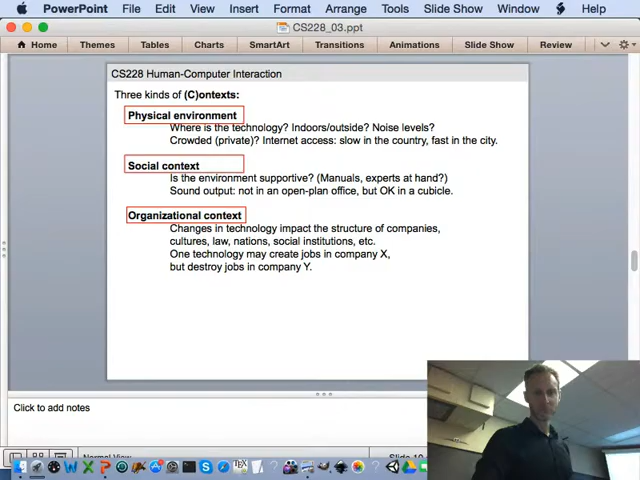 PowerPoint File Edit View Insert Format Arrange Tools Slide Show Window Help
CS228_03.ppt
Home Themes Tables Charts SmartArt Transitions Animations Slide Show Review
CS228 Human-Computer Interaction
Three kinds of (C)ontexts:
Physical environment
Where is the technology? Indoors/outside? Noise levels?
Crowded (private)? Internet access: slow in the country, fast in the city.
Social context
Is the environment supportive? (Manuals, experts at hand?)
Sound output: not in an open-plan office, but OK in a cubicle.
Organizational context
Changes in technology impact the structure of companies,
cultures, law, nations, social institutions, etc.
One technology may create jobs in company X,
but destroy jobs in company Y.
Click to add notes
Normal View